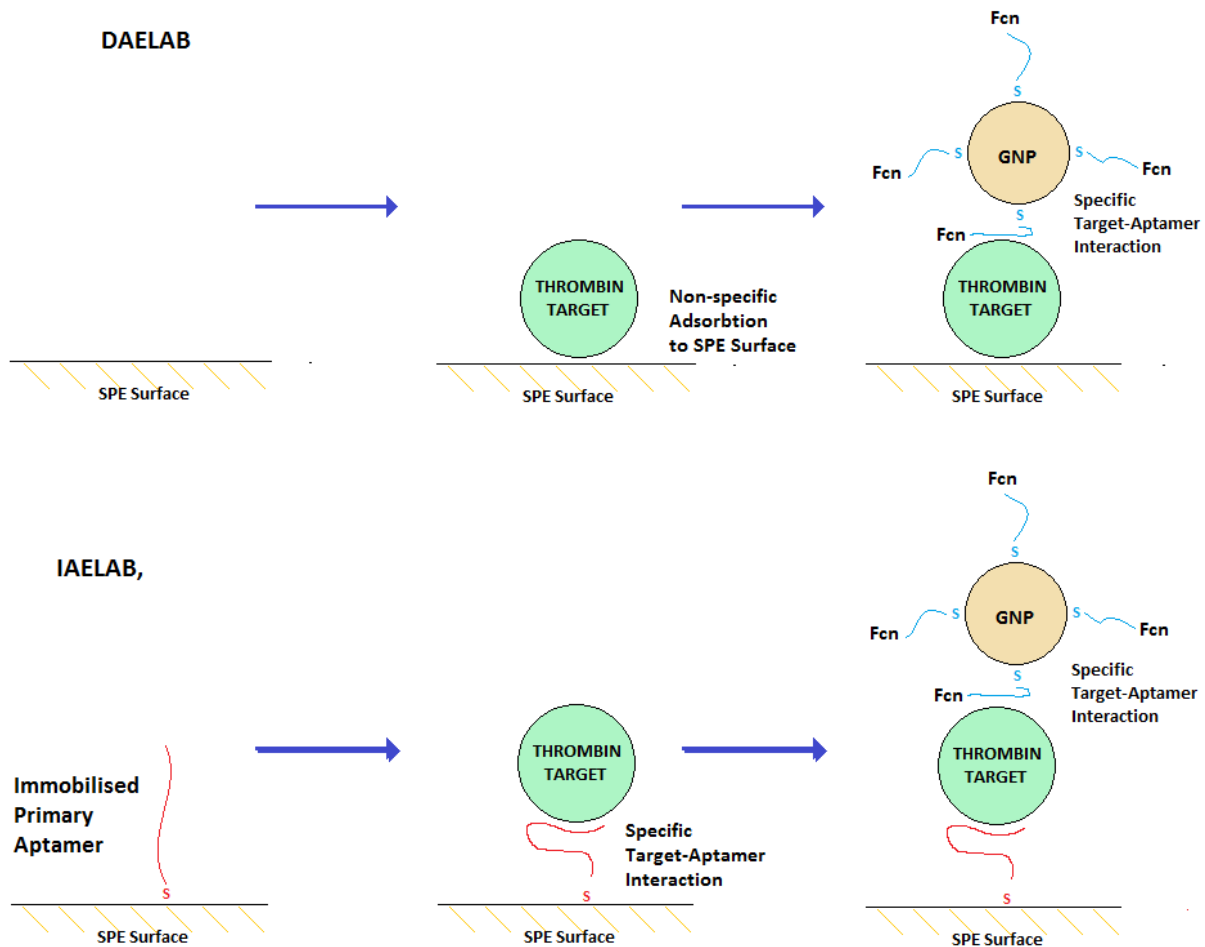 DAELAB
SPE Surface
THROMBIN
TARGET
Non-specific
Adsorbtion
to SPE Surface
SPE Surface
Fcn
S
Fcn
S
GNP
S
Fcn
S
Fcn
Specific
Target-Aptamer
Interaction
THROMBIN
TARGET
SPE Surface
IAELAB,
Immobilised
Primary
Aptamer
S
SPE Surface
THROMBIN
TARGET
Specific
Target-Aptamer
Interaction
S
SPE Surface
Fcn
S
Fcn
S
GNP
S
Fcn
S
Fcn
Specific
Target-Aptamer
Interaction
THROMBIN
TARGET
S
SPE Surface